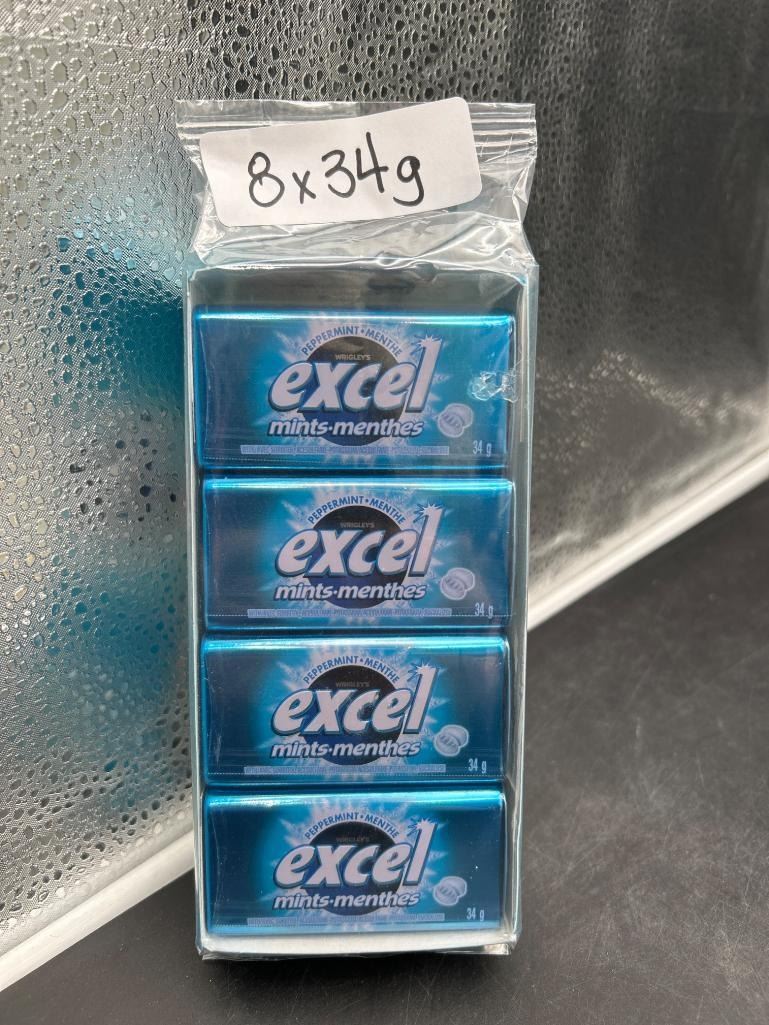 8x34g
PEPPERMINT • MENTHE
WRIGLEY'S
excel
mints·menthes
34 g
PEPPERMINT • MENTHE
WRIGLEY'S
excel
mints·menthes
34 g
PEPPERMINT • MENTHE
WRIGLEY'S
excel
mints·menthes
34 g
PEPPERMINT • MENTHE
WRIGLEY'S
excel
mints·menthes
34 g